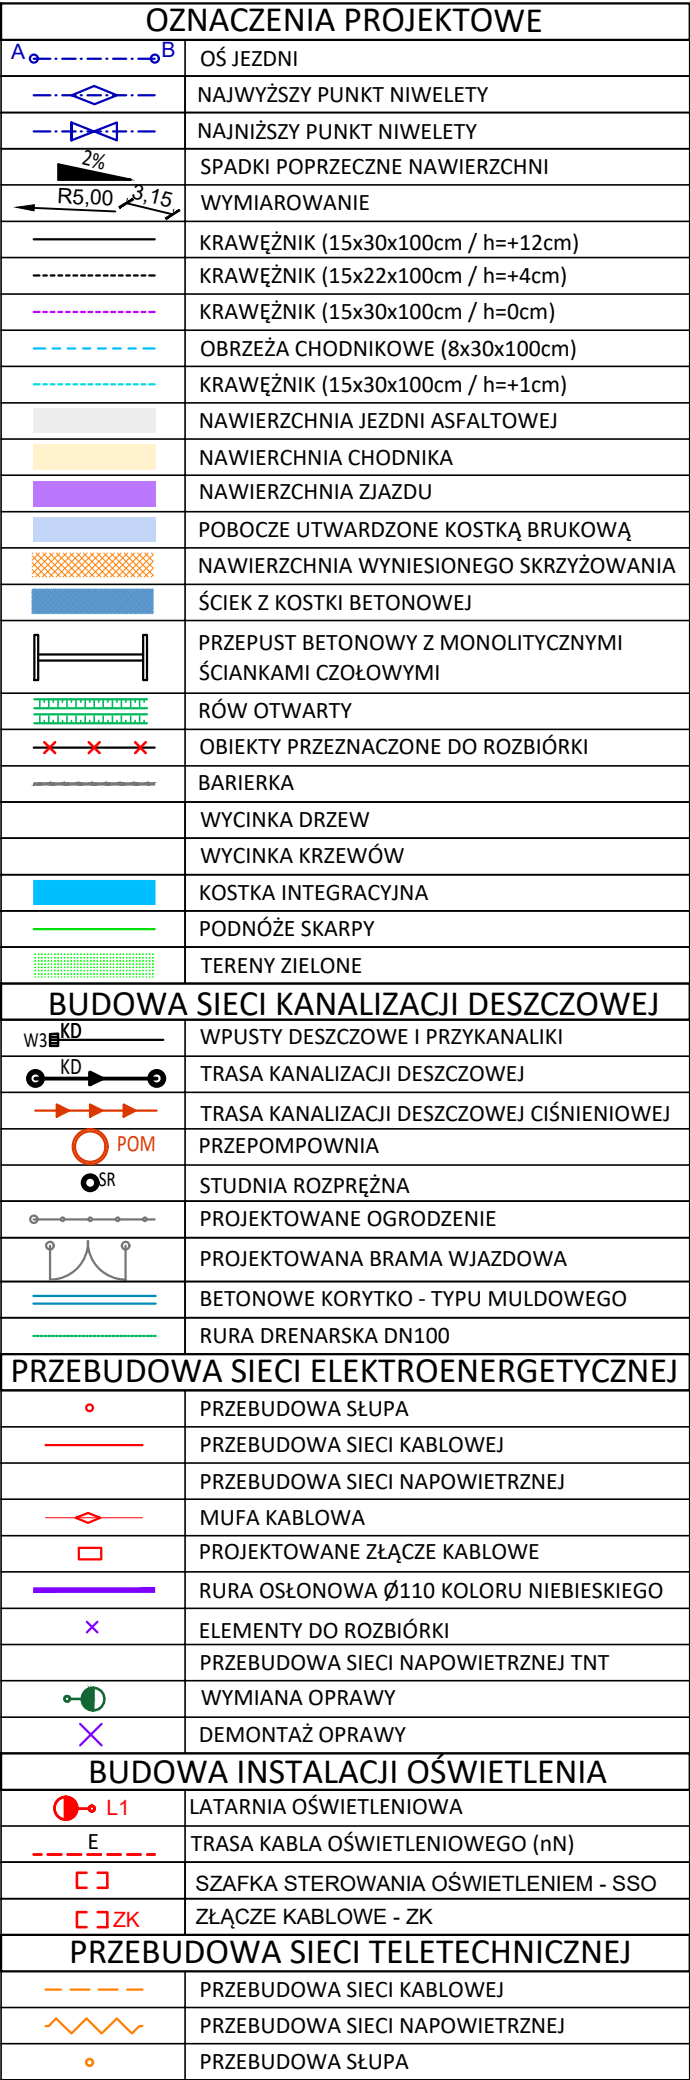 OZNACZENIA PROJEKTOWE
A B OŚ JEZDNI
NAJWYŻSZY PUNKT NIWELETY
NAJNIŻSZY PUNKT NIWELETY
2% SPADKI POPRZECZNE NAWIERZCHNI
R5,00 3,15 WYMIAROWANIE
KRAWĘŻNIK (15x30x100cm / h=+12cm)
KRAWĘŻNIK (15x22x100cm / h=+4cm)
KRAWĘŻNIK (15x30x100cm / h=0cm)
OBRZEŻA CHODNIKOWE (8x30x100cm)
KRAWĘŻNIK (15x30x100cm / h=+1cm)
NAWIERZCHNIA JEZDNI ASFALTOWEJ
NAWIERCHNIA CHODNIKA
NAWIERZCHNIA ZJAZDU
POBOCZE UTWARDZONE KOSTKĄ BRUKOWĄ
NAWIERZCHNIA WYNIESIONEGO SKRZYŻOWANIA
ŚCIEK Z KOSTKI BETONOWEJ
PRZEPUST BETONOWY Z MONOLITYCZNYMI
ŚCIANKAMI CZOŁOWYMI
RÓW OTWARTY
OBIEKTY PRZEZNACZONE DO ROZBIÓRKI
BARIERKA
WYCINKA DRZEW
WYCINKA KRZEWÓW
KOSTKA INTEGRACYJNA
PODNÓŻE SKARPY
TERENY ZIELONE
BUDOWA SIECI KANALIZACJI DESZCZOWEJ
W3 KD WPUSTY DESZCZOWE I PRZYKANALIKI
KD TRASA KANALIZACJI DESZCZOWEJ
TRASA KANALIZACJI DESZCZOWEJ CIŚNIENIOWEJ
POM PRZEPOMPOWNIA
SR STUDNIA ROZPRĘŻNA
PROJEKTOWANE OGRODZENIE
PROJEKTOWANA BRAMA WJAZDOWA
BETONOWE KORYTKO - TYPU MULDOWEGO
RURA DRENARSKA DN100
PRZEBUDOWA SIECI ELEKTROENERGETYCZNEJ
PRZEBUDOWA SŁUPA
PRZEBUDOWA SIECI KABLOWEJ
PRZEBUDOWA SIECI NAPOWIETRZNEJ
MUFA KABLOWA
PROJEKTOWANE ZŁĄCZE KABLOWE
RURA OSŁONOWA Ø110 KOLORU NIEBIESKIEGO
ELEMENTY DO ROZBIÓRKI
PRZEBUDOWA SIECI NAPOWIETRZNEJ TNT
WYMIANA OPRAWY
DEMONTAŻ OPRAWY
BUDOWA INSTALACJI OŚWIETLENIA
L1 LATARNIA OŚWIETLENIOWA
E TRASA KABLA OŚWIETLENIOWEGO (nN)
SZAFKA STEROWANIA OŚWIETLENIEM - SSO
ZK ZŁĄCZE KABLOWE - ZK
PRZEBUDOWA SIECI TELETECHNICZNEJ
PRZEBUDOWA SIECI KABLOWEJ
PRZEBUDOWA SIECI NAPOWIETRZNEJ
PRZEBUDOWA SŁUPA